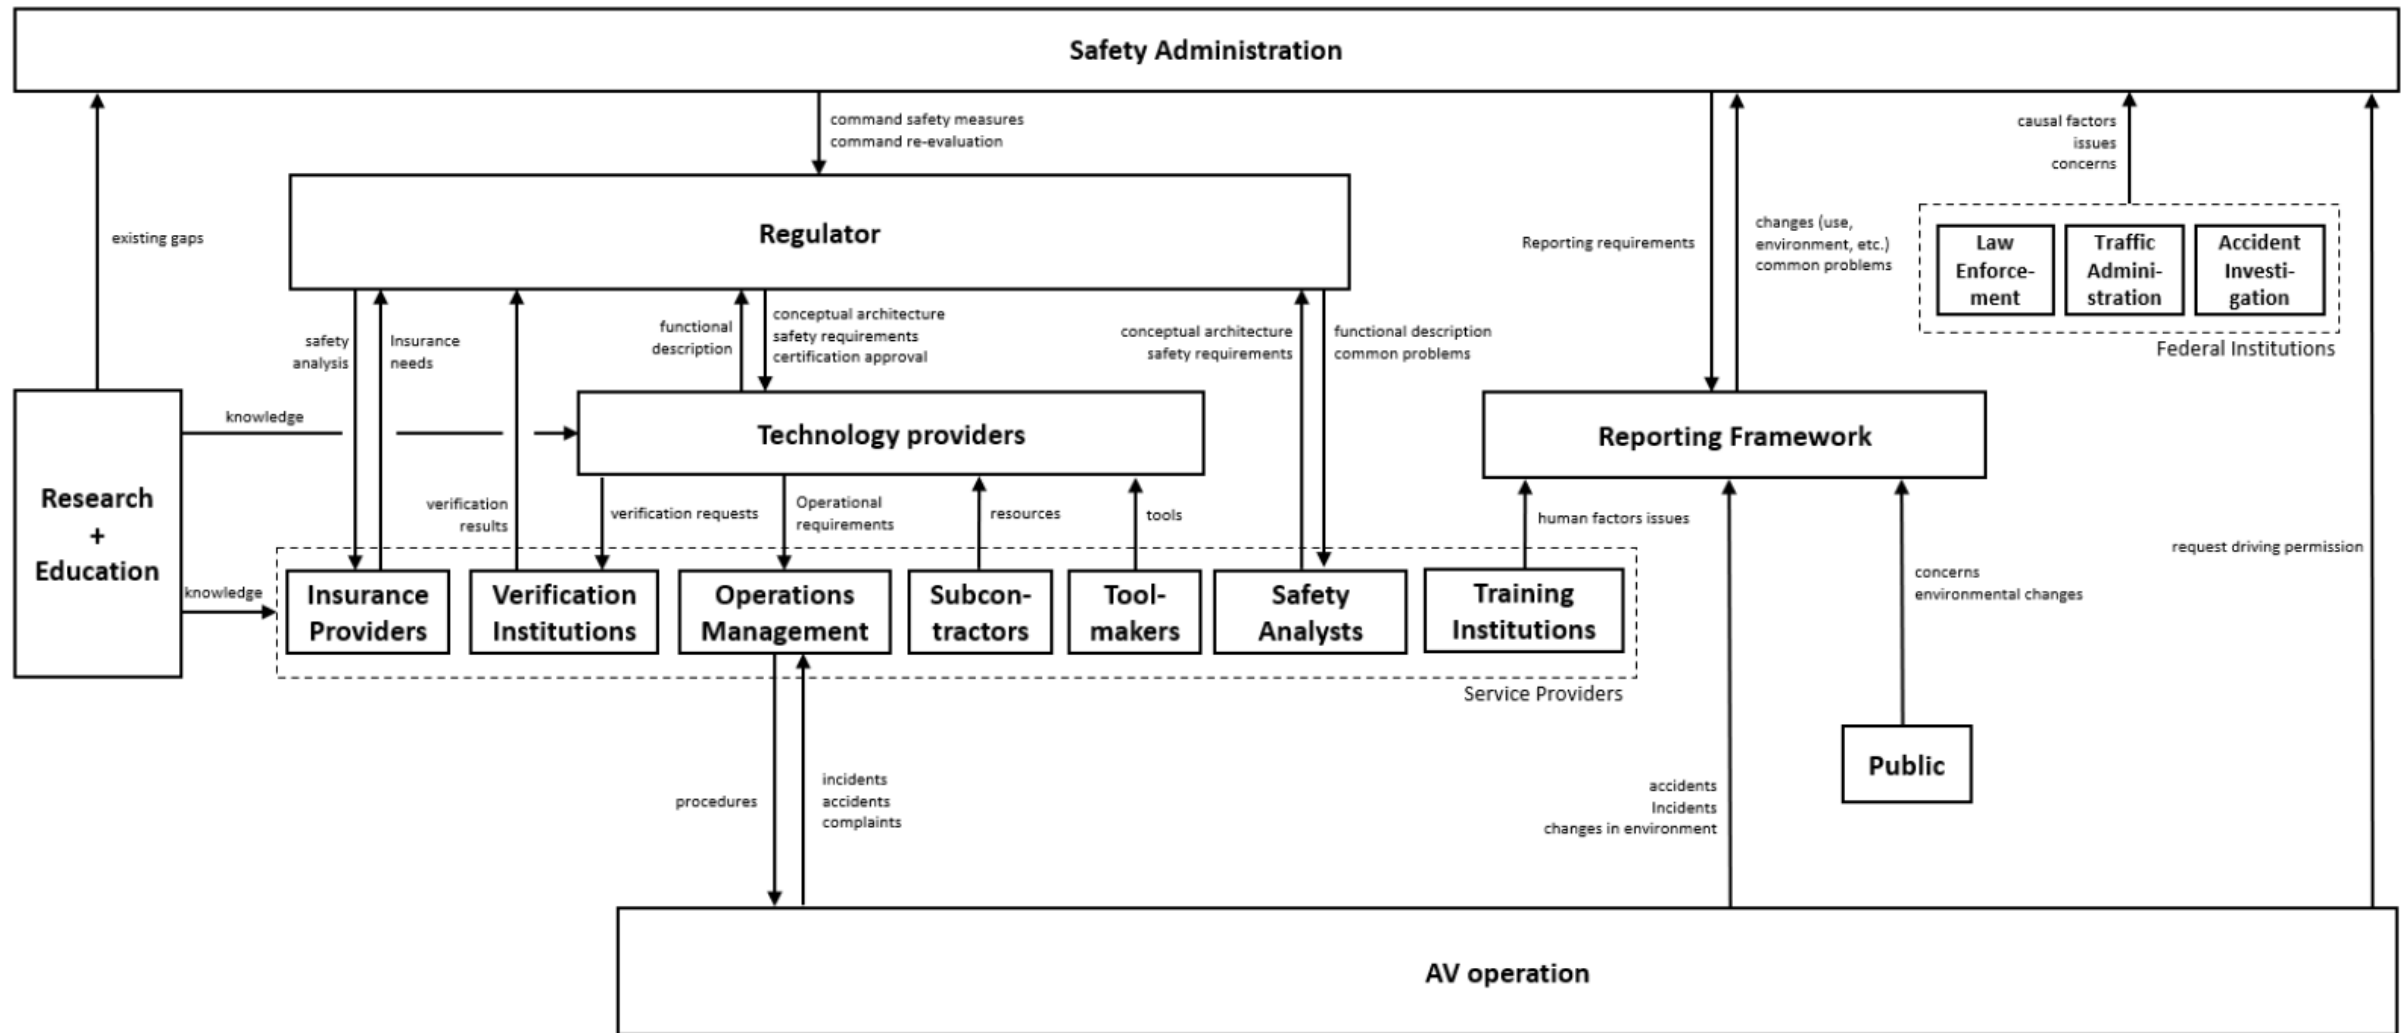 Safety Administration
command safety measures
command re-evaluation
causal factors
issues
concerns
existing gaps
Regulator
Reporting requirements
changes (use,
environment, etc.)
common problems
Law
Enforce-
ment
Traffic
Admini-
stration
Accident
Investi-
gation
Federal Institutions
safety
analysis
Insurance
needs
functional
description
conceptual architecture
safety requirements
certification approval
conceptual architecture
safety requirements
functional description
common problems
knowledge
Technology providers
Reporting Framework
Research
+
Education
verification
results
verification requests
Operational
requirements
resources
tools
human factors issues
request driving permission
knowledge
Insurance
Providers
Verification
Institutions
Operations
Management
Subcon-
tractors
Tool-
makers
Safety
Analysts
Training
Institutions
Service Providers
concerns
environmental changes
Public
procedures
incidents
accidents
complaints
accidents
Incidents
changes in environment
AV operation